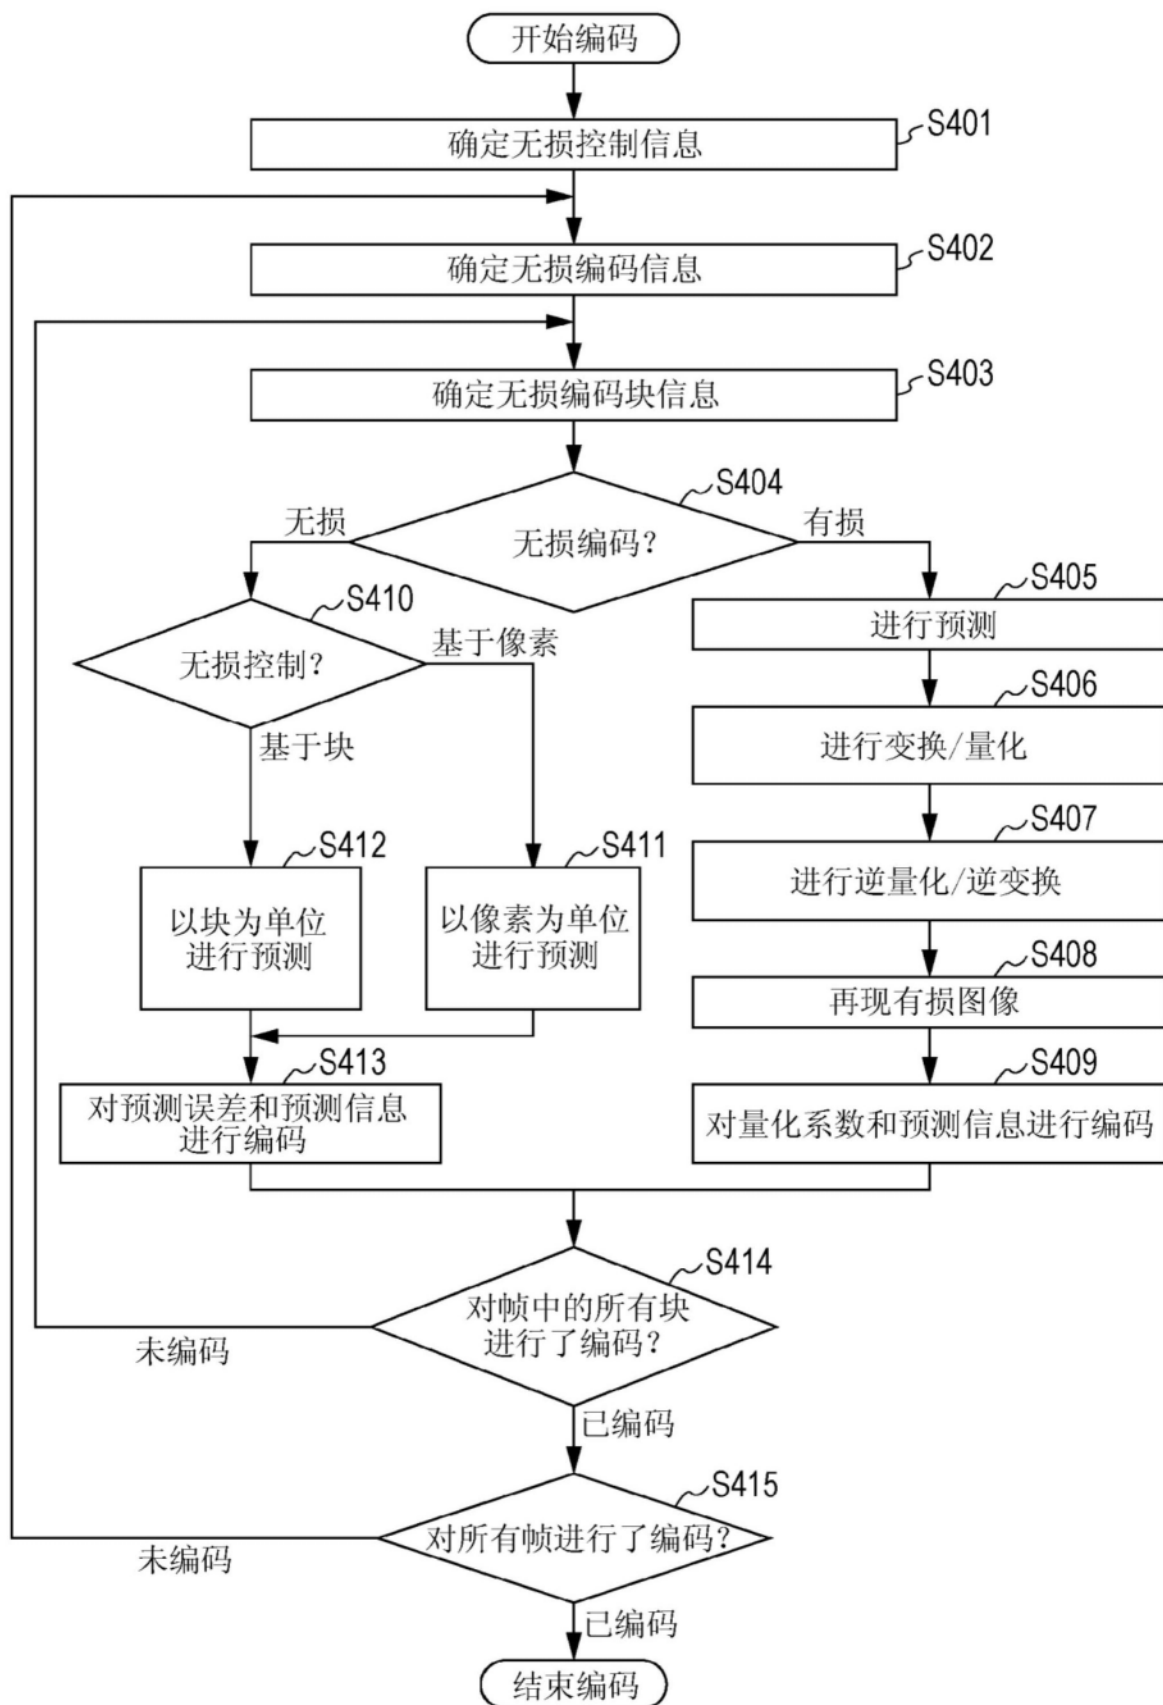 开始编码
S401
确定无损控制信息
S402
确定无损编码信息
S403
确定无损编码块信息
S404
无损
无损编码？
有损
S410
S405
无损控制？
基于像素
进行预测
S406
基于块
进行变换/量化
S412
S411
S407
以块为单位
进行预测
以像素为单位
进行预测
进行逆量化/逆变换
S408
再现有损图像
S413
S409
对预测误差和预测信息
进行编码
对量化系数和预测信息进行编码
S414
对帧中的所有块
进行了编码？
未编码
已编码
S415
对所有帧进行了编码？
未编码
已编码
结束编码